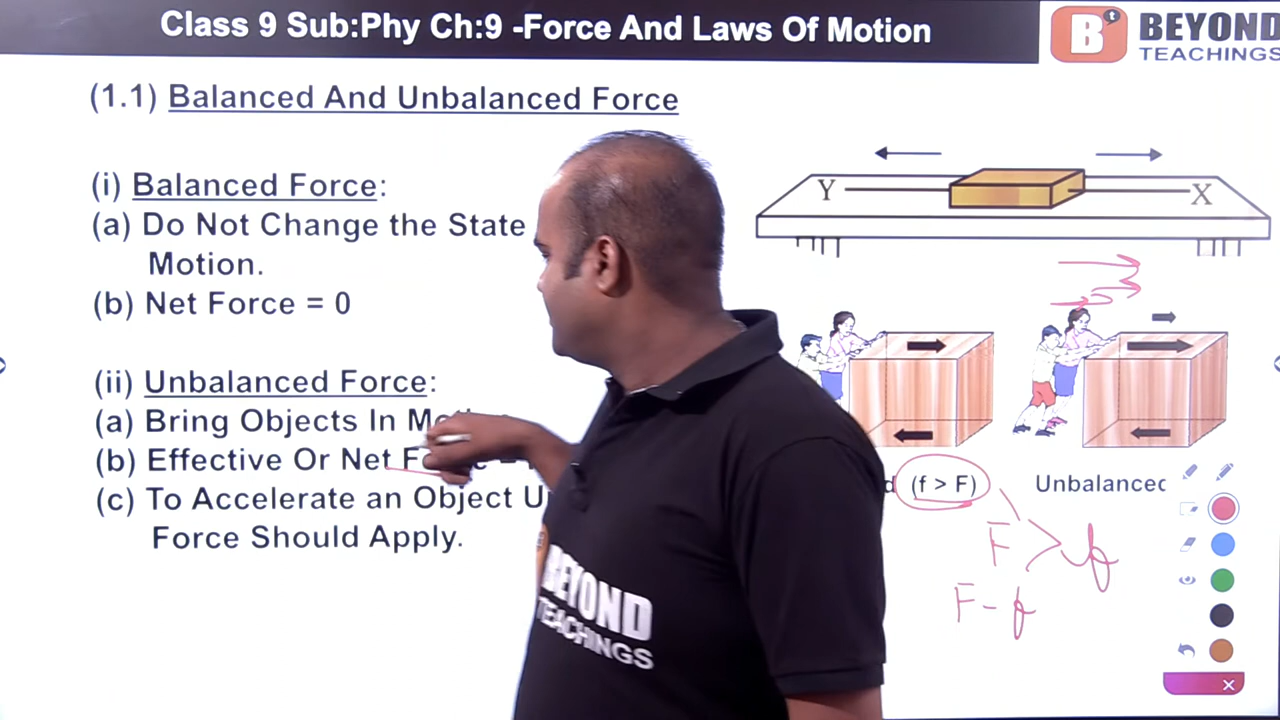 Class 9 Sub:Phy Ch:9 -Force And Laws Of Motion
B t BEYOND
TEACHINGS
(1.1) Balanced And Unbalanced Force
(i) Balanced Force:
(a) Do Not Change the State
Motion.
(b) Net Force = 0
(ii) Unbalanced Force:
(a) Bring Objects In
(b) Effective Or Net
(c) To Accelerate an Object
Force Should Apply.
Y X
(f > F)
Unbalanced
F > f
F - f
BEYOND
TEACHINGS